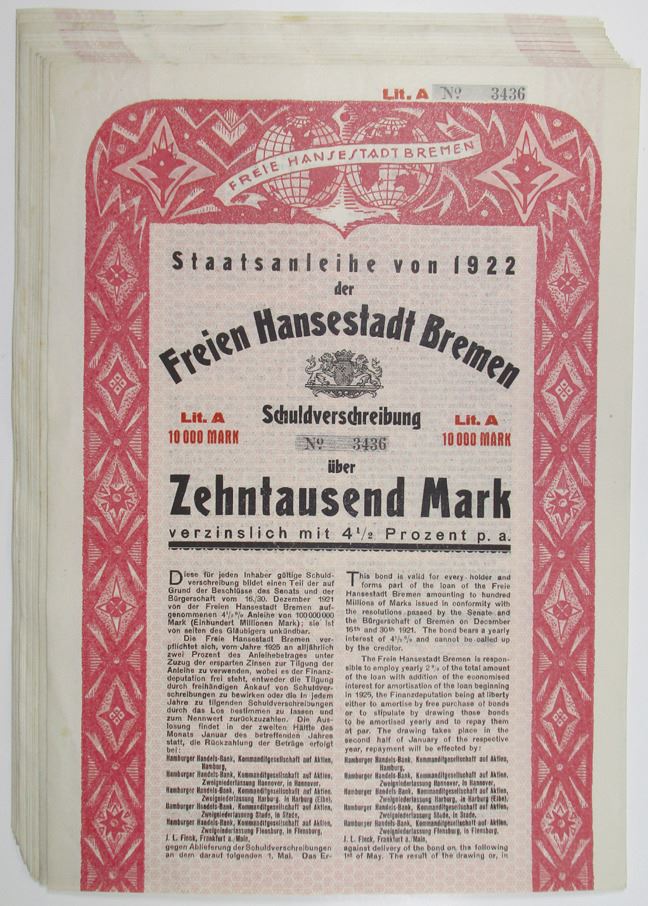 Lit. A Nº 3436
FREIE HANSESTADT BREMEN
Staatsanleihe von 1922
der
Freien Hansestadt Bremen
Lit. A Schuldverschreibung Lit. A
10 000 MARK Nº 3436 10 000 MARK
über
Zehntausend Mark
verzinslich mit 4½ Prozent p. a.
Diese für jeden Inhaber gültige Schuld-
verschreibung bildet einen Teil der auf
Grund der Beschlüsse des Senats und der
Bürgerschaft vom 16./30. Dezember 1921
von der Freien Hansestadt Bremen auf-
genommenen 4½% Anleihe von 100000000
Mark (Einhundert Millionen Mark); sie ist
von seiten des Gläubigers unkündbar.
Die Freie Hansestadt Bremen ver-
pflichtet sich, vom Jahre 1925 an alljährlich
zwei Prozent des Anleihebetrages unter
Zuzug der ersparten Zinsen zur Tilgung der
Anleihe zu verwenden, wobei es der Finanz-
deputation frei steht, entweder die Tilgung
durch freihändigen Ankauf von Schuldver-
schreibungen zu bewirken oder die in jedem
Jahre zu tilgenden Schuldverschreibungen
durch das Los bestimmen zu lassen und
zum Nennwert zurückzuzahlen. Die Aus-
losung findet in der zweiten Hälfte des
Monats Januar des betreffenden Jahres
statt, die Rückzahlung der Beträge erfolgt
bei:
Hamburger Handels-Bank, Kommanditgesellschaft auf Aktien,
Hamburg,
Hamburger Handels-Bank, Kommanditgesellschaft auf Aktien,
Zweigniederlassung Hannover, in Hannover,
Hamburger Handels-Bank, Kommanditgesellschaft auf Aktien,
Zweigniederlassung Harburg, in Harburg (Elbe),
Hamburger Handels-Bank, Kommanditgesellschaft auf Aktien,
Zweigniederlassung Stade, in Stade,
Hamburger Handels-Bank, Kommanditgesellschaft auf Aktien,
Zweigniederlassung Flensburg, in Flensburg,
J. L. Finck, Frankfurt a./Main,
gegen Ablieferung der Schuldverschreibungen
an dem darauf folgenden 1. Mai. Das Er-
This bond is valid for every holder and
forms part of the loan of the Freie
Hansestadt Bremen amounting to hundred
Millions of Marks issued in conformity with
the resolutions passed by the Senate and
the Bürgerschaft of Bremen on December
16th and 30th 1921. The bond bears a yearly
interest of 4½% and cannot be called up
by the creditor.
The Freie Hansestadt Bremen is respon-
sible to employ yearly 2% of the total amount
of the loan with addition of the economised
interest for amortisation of the loan beginning
in 1925, the Finanzdeputation being at liberty
either to amortise by free purchase of bonds
or to stipulate by drawing those bonds
to be amortised yearly and to repay them
at par. The drawing takes place in the
second half of January of the respective
year, repayment will be effected by:
Hamburger Handels-Bank, Kommanditgesellschaft auf Aktien,
Hamburg,
Hamburger Handels-Bank, Kommanditgesellschaft auf Aktien,
Zweigniederlassung Hannover, in Hannover,
Hamburger Handels-Bank, Kommanditgesellschaft auf Aktien,
Zweigniederlassung Harburg, in Harburg (Elbe),
Hamburger Handels-Bank, Kommanditgesellschaft auf Aktien,
Zweigniederlassung Stade, in Stade,
Hamburger Handels-Bank, Kommanditgesellschaft auf Aktien,
Zweigniederlassung Flensburg, in Flensburg,
J. L. Finck, Frankfurt a./Main,
against delivery of the bond on the following
1st of May. The result of the drawing or, in